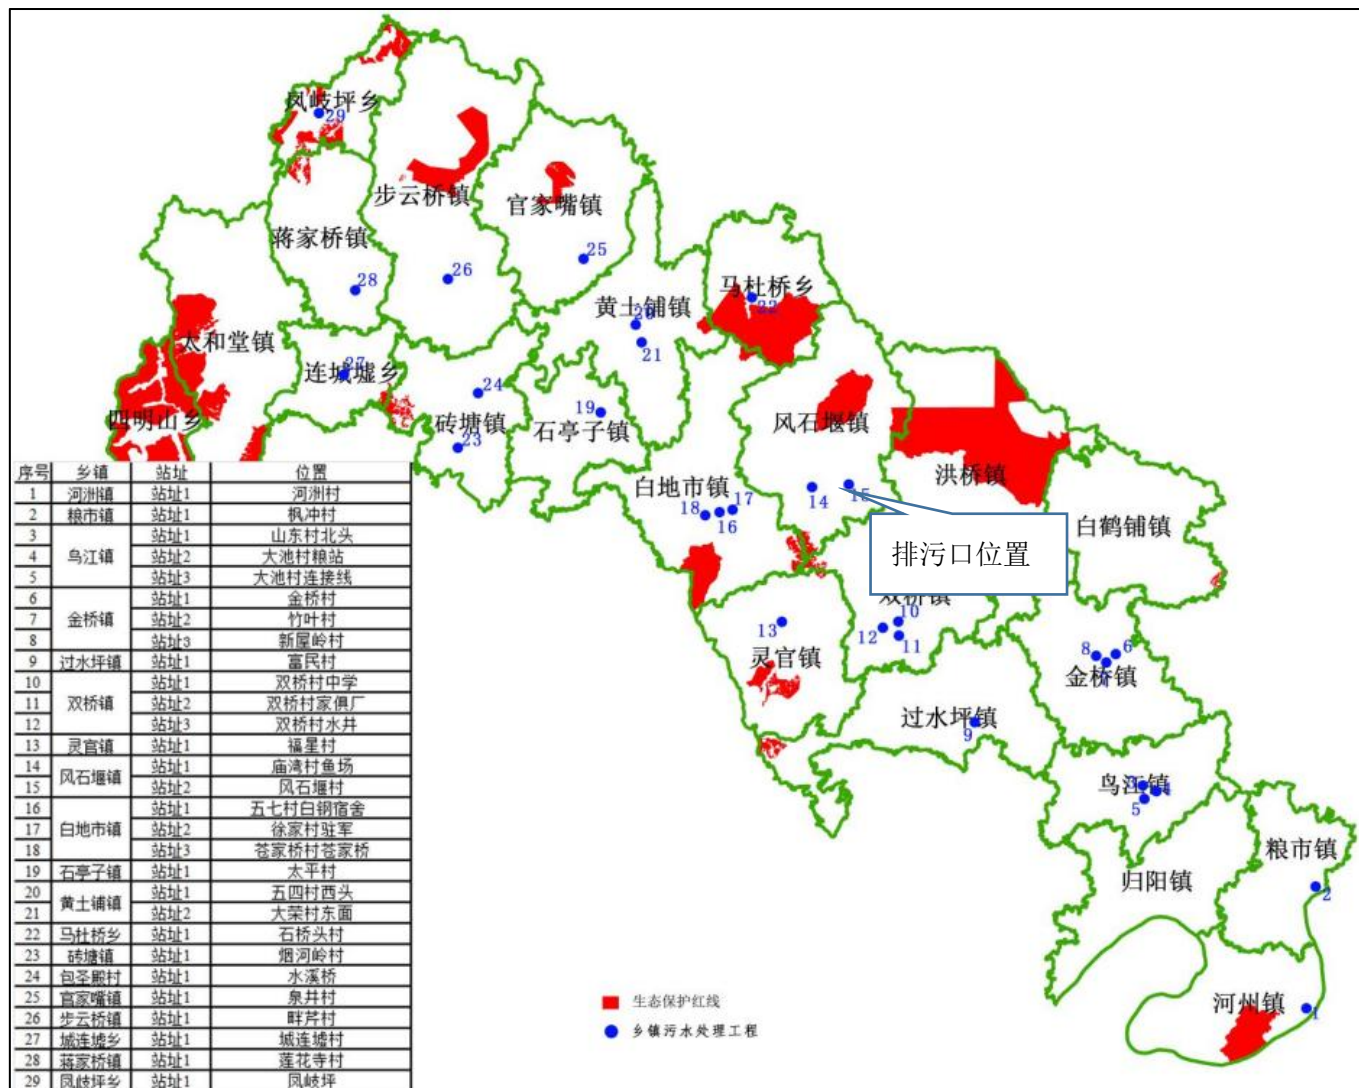 凤岐坪乡
29
步云桥镇
官家嘴镇
蒋家桥镇
25
26
28
马杜桥乡
22
黄土铺镇
20
21
太和堂镇
连城墟乡
27
24
四明山乡
砖塘镇
23
19
石亭子镇
风石堰镇
洪桥镇
白地市镇
14
15
18
16
17
白鹤铺镇
排污口位置
双桥镇
10
12
11
13
灵官镇
8
6
金桥镇
过水坪镇
9
鸟江镇
3
4
5
粮市镇
归阳镇
2
河州镇
1
生态保护红线
乡镇污水处理工程
序号 乡镇 站址 位置
1 河洲镇 站址1 河洲村
2 粮市镇 站址1 枫冲村
3 站址1 山东村北头
4 鸟江镇 站址2 大池村粮站
5 站址3 大池村连接线
6 站址1 金桥村
7 金桥镇 站址2 竹叶村
8 站址3 新屋岭村
9 过水坪镇 站址1 富民村
10 站址1 双桥村中学
11 双桥镇 站址2 双桥村家俱厂
12 站址3 双桥村水井
13 灵官镇 站址1 福星村
14 风石堰镇 站址1 庙湾村鱼场
15 站址2 风石堰村
16 站址1 五七村白钢宿舍
17 白地市镇 站址2 徐家村驻军
18 站址3 苍家桥村苍家桥
19 石亭子镇 站址1 太平村
20 黄土铺镇 站址1 五四村西头
21 站址2 大荣村东面
22 马杜桥乡 站址1 石桥头村
23 砖塘镇 站址1 烟河岭村
24 包圣殿村 站址1 水溪桥
25 官家嘴镇 站址1 泉井村
26 步云桥镇 站址1 畔芹村
27 城连墟乡 站址1 城连墟村
28 蒋家桥镇 站址1 莲花寺村
29 凤歧坪乡 站址1 凤歧坪